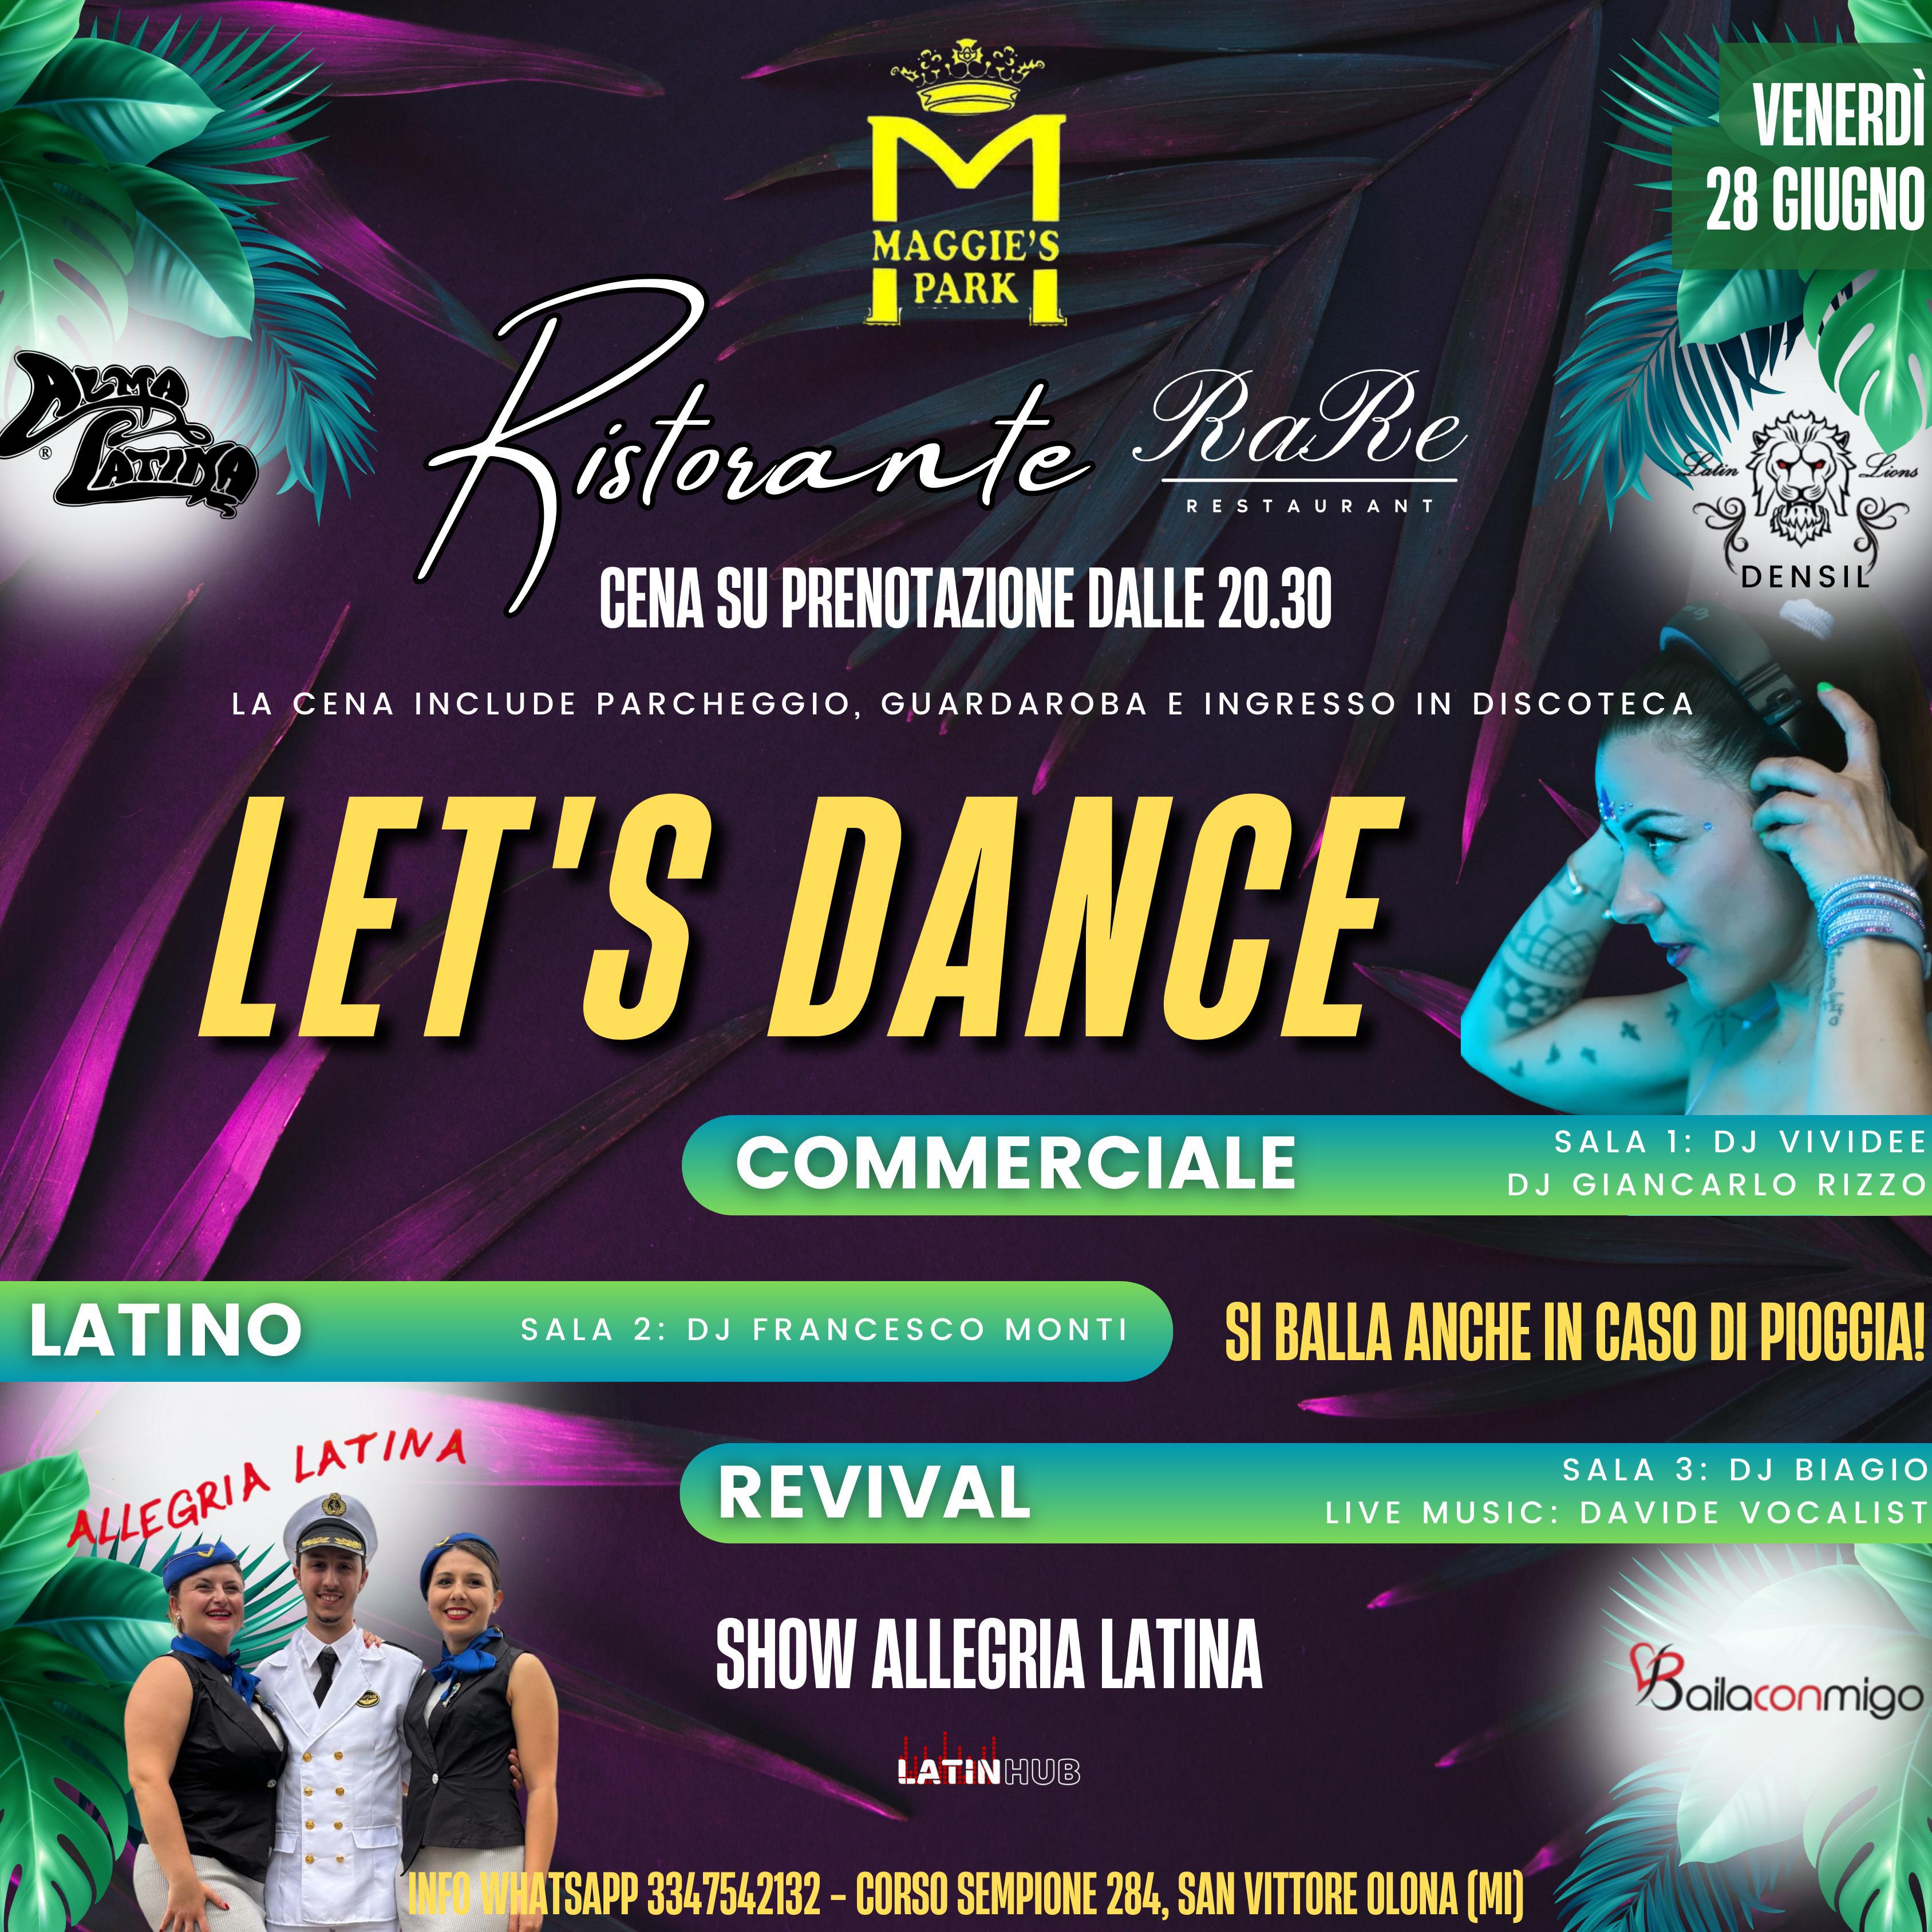 VENERDÌ
28 GIUGNO
MAGGIE'S
PARK
ALMA
LATINA
®
Ristorante
RaRe
RESTAURANT
Latin Lions
DENSIL
CENA SU PRENOTAZIONE DALLE 20.30
LA CENA INCLUDE PARCHEGGIO, GUARDAROBA E INGRESSO IN DISCOTECA
LET'S DANCE
COMMERCIALE
SALA 1: DJ VIVIDEE
DJ GIANCARLO RIZZO
LATINO
SALA 2: DJ FRANCESCO MONTI
SI BALLA ANCHE IN CASO DI PIOGGIA!
ALLEGRIA LATINA
REVIVAL
SALA 3: DJ BIAGIO
LIVE MUSIC: DAVIDE VOCALIST
SHOW ALLEGRIA LATINA
Bailaconmigo
LATINHUB
INFO WHATSAPP 3347542132 - CORSO SEMPIONE 284, SAN VITTORE OLONA (MI)